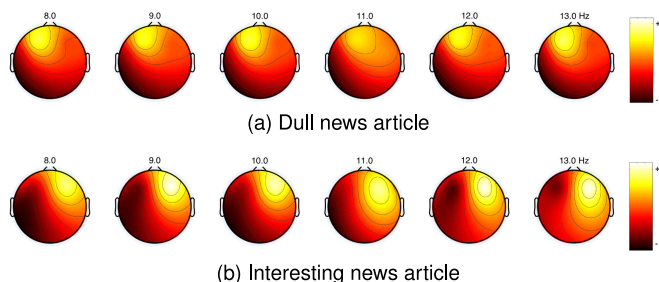 8.0 9.0 10.0 11.0 12.0 13.0 Hz
+
-
(a) Dull news article
8.0 9.0 10.0 11.0 12.0 13.0 Hz
+
-
(b) Interesting news article